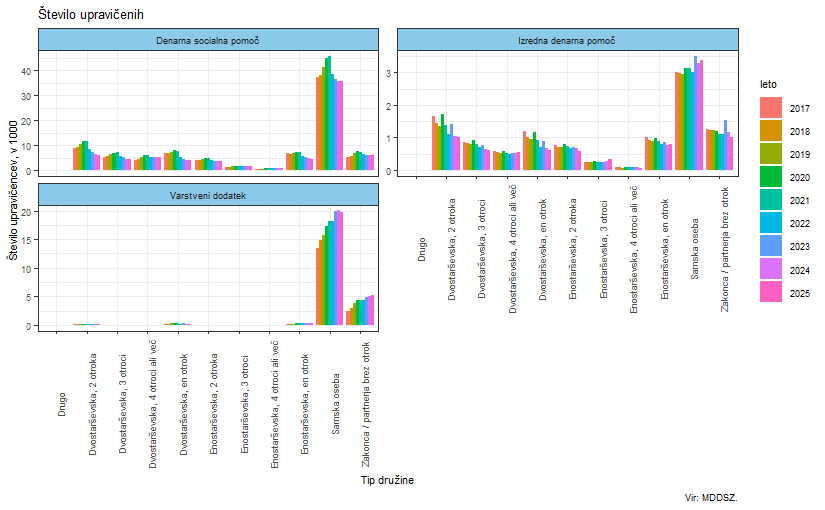 Število upravičenih
Denarna socialna pomoč
Izredna denarna pomoč
Varstveni dodatek
Število upravičencev, v 1000
40
30
20
10
0
3
2
1
0
20
15
10
5
0
Drugo
Dvostarševska, 2 otroka
Dvostarševska, 3 otroci
Dvostarševska, 4 otroci ali več
Dvostarševska, en otrok
Enostarševska, 2 otroka
Enostarševska, 3 otroci
Enostarševska, 4 otroci ali več
Enostarševska, en otrok
Samska oseba
Zakonca / partnerja brez otrok
Drugo
Dvostarševska, 2 otroka
Dvostarševska, 3 otroci
Dvostarševska, 4 otroci ali več
Dvostarševska, en otrok
Enostarševska, 2 otroka
Enostarševska, 3 otroci
Enostarševska, 4 otroci ali več
Enostarševska, en otrok
Samska oseba
Zakonca / partnerja brez otrok
Tip družine
leto
2017
2018
2019
2020
2021
2022
2023
2024
2025
Vir: MDDSZ.